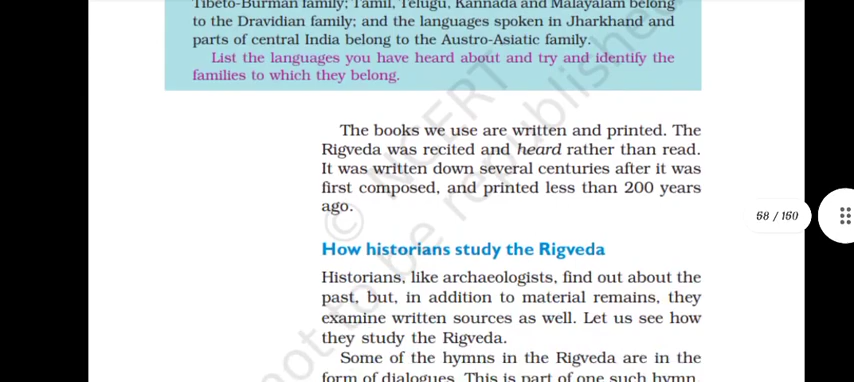 Tibeto-Burman family; Tamil, Telugu, Kannada and Malayalam belong
to the Dravidian family; and the languages spoken in Jharkhand and
parts of central India belong to the Austro-Asiatic family.
List the languages you have heard about and try and identify the
families to which they belong.
The books we use are written and printed. The
Rigveda was recited and heard rather than read.
It was written down several centuries after it was
first composed, and printed less than 200 years
ago.
68 / 160
How historians study the Rigveda
Historians, like archaeologists, find out about the
past, but, in addition to material remains, they
examine written sources as well. Let us see how
they study the Rigveda.
Some of the hymns in the Rigveda are in the
form of dialogues. This is part of one such hymn,
© NCERT
not to be republished